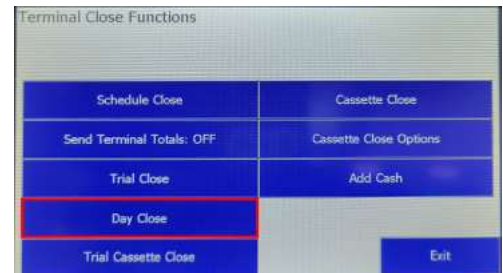 Terminal Close Functions
Schedule Close
Cassette Close
Send Terminal Totals: OFF
Cassette Close Options
Trial Close
Add Cash
Day Close
Trial Cassette Close
Exit